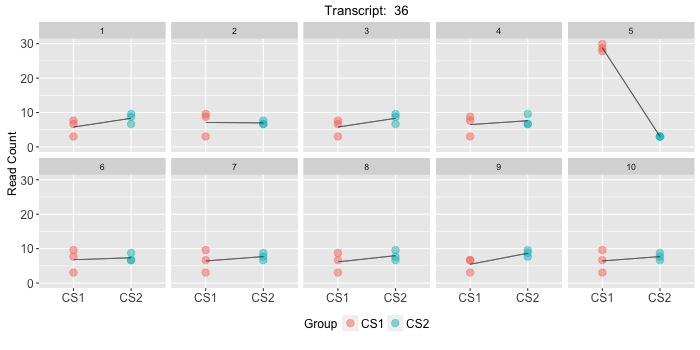 Transcript:  36
1 2 3 4 5
30
20
10
0
Read Count
6 7 8 9 10
30
20
10
0
CS1 CS2 CS1 CS2 CS1 CS2 CS1 CS2 CS1 CS2
Group CS1 CS2